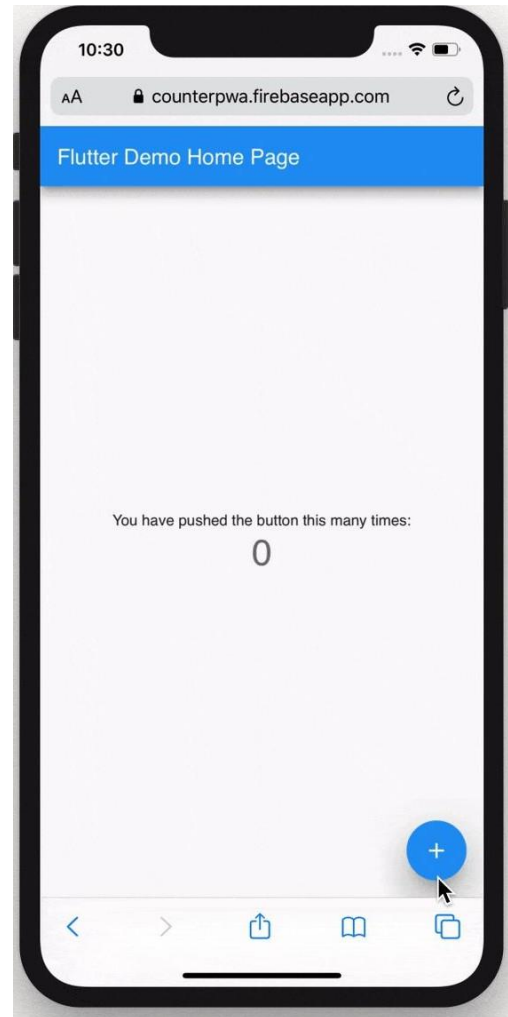 10:30
AA counterpwa.firebaseapp.com
Flutter Demo Home Page
You have pushed the button this many times:
0
+